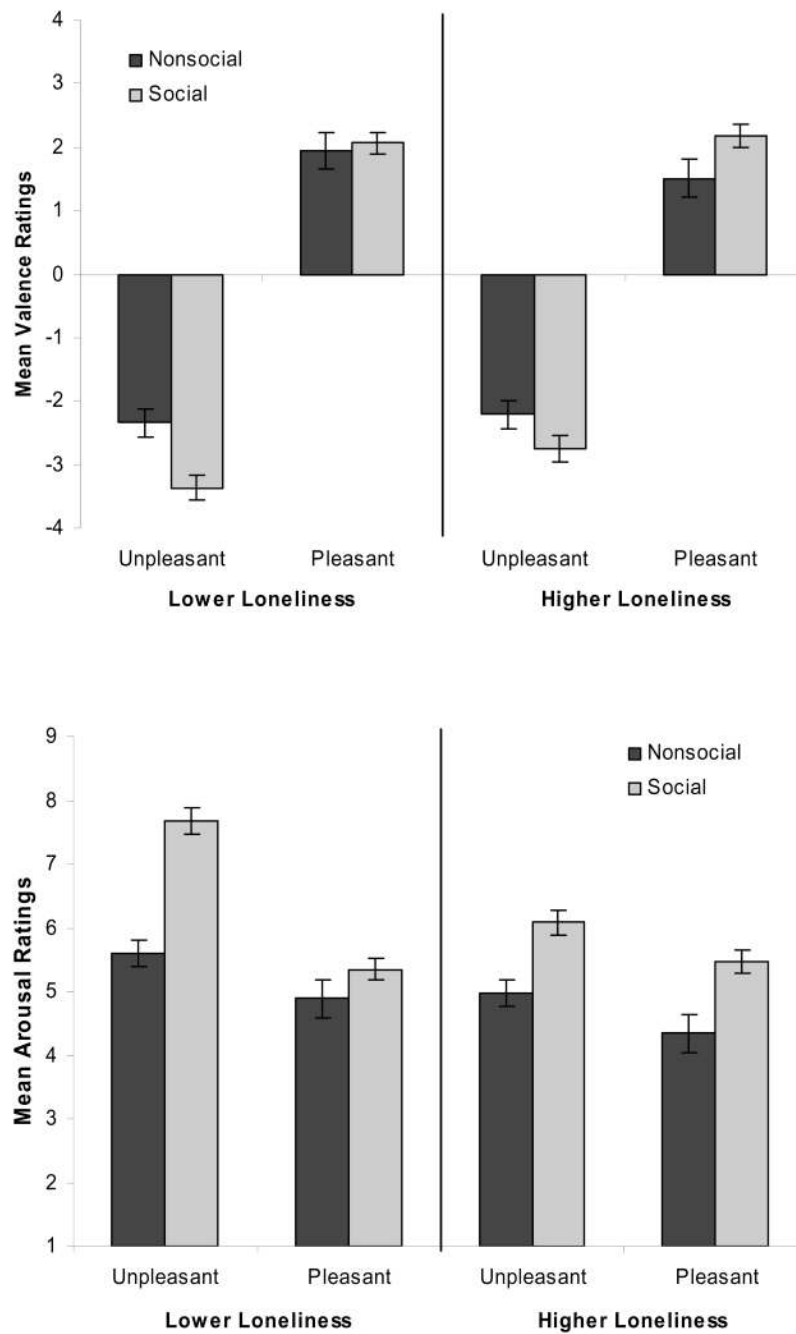 4
3
2
1
0
-1
-2
-3
-4
Mean Valence Ratings
Nonsocial
Social
Unpleasant Pleasant Unpleasant Pleasant
Lower Loneliness Higher Loneliness
9
8
7
6
5
4
3
2
1
Mean Arousal Ratings
Nonsocial
Social
Unpleasant Pleasant Unpleasant Pleasant
Lower Loneliness Higher Loneliness